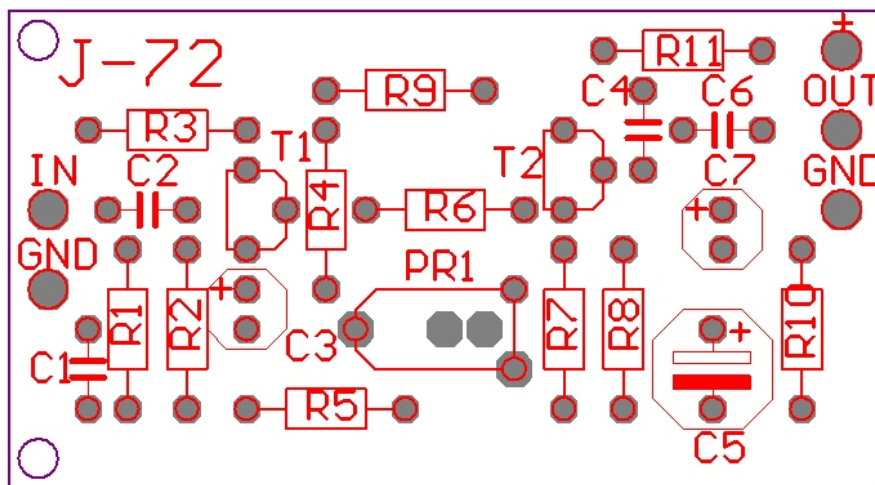 +
J-72
R11
R9
C4
C6
OUT
R3
T1
T2
IN
C2
C7
GND
R4
R6
+
GND
PR1
+
R1
R2
C3
R7
R8
R10
+
C1
R5
C5